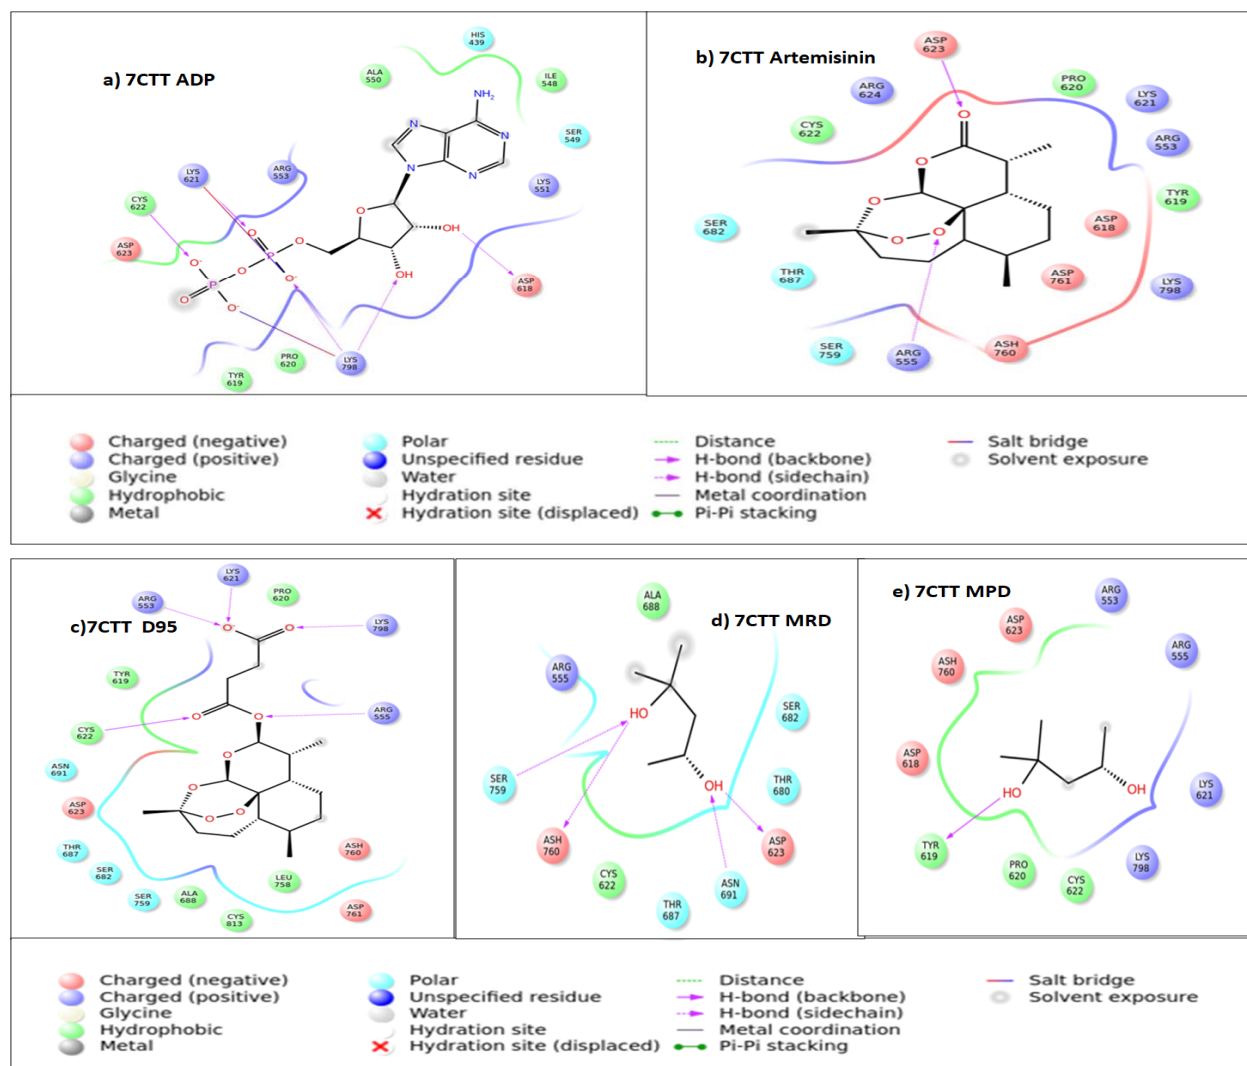 a) 7CTT ADP
HIS
439
ALA
550
ILE
548
NH₂
N
N
N
N
SER
549
LYS
621
ARG
553
LYS
551
CYS
622
O
OH
ASP
623
O
O⁻
P
O
O
O⁻
OH
P
O
O⁻
ASP
618
PRO
620
LYS
798
TYR
619
b) 7CTT Artemisinin
ASP
623
ARG
624
PRO
620
LYS
621
CYS
622
O
ARG
553
O
O
TYR
619
SER
682
O
O
ASP
618
THR
687
ASP
761
LYS
798
SER
759
ARG
555
ASH
760
Charged (negative)
Charged (positive)
Glycine
Hydrophobic
Metal
Polar
Unspecified residue
Water
Hydration site
Hydration site (displaced)
Distance
H-bond (backbone)
H-bond (sidechain)
Metal coordination
Pi-Pi stacking
Salt bridge
Solvent exposure
c)7CTT D95
LYS
621
ARG
553
PRO
620
O⁻
O
LYS
798
TYR
619
O
O
ARG
555
CYS
622
O
ASN
691
O
O
O
ASP
623
THR
687
SER
682
SER
759
ALA
688
CYS
813
LEU
758
ASH
760
ASP
761
d) 7CTT MRD
ALA
688
ARG
555
HO
SER
682
SER
759
OH
THR
680
ASH
760
ASP
623
CYS
622
THR
687
ASN
691
e) 7CTT MPD
ARG
553
ASP
623
ARG
555
ASH
760
ASP
618
HO
OH
LYS
621
TYR
619
PRO
620
CYS
622
LYS
798
Charged (negative)
Charged (positive)
Glycine
Hydrophobic
Metal
Polar
Unspecified residue
Water
Hydration site
Hydration site (displaced)
Distance
H-bond (backbone)
H-bond (sidechain)
Metal coordination
Pi-Pi stacking
Salt bridge
Solvent exposure